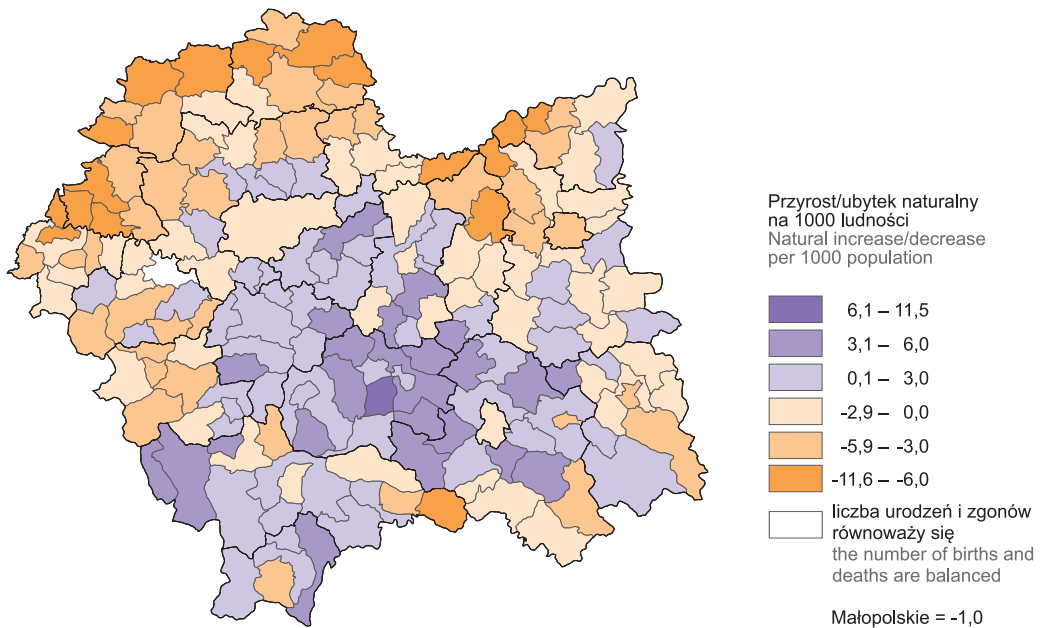 Przyrost/ubytek naturalny
na 1000 ludności
Natural increase/decrease
per 1000 population
6,1 – 11,5
3,1 – 6,0
0,1 – 3,0
-2,9 – 0,0
-5,9 – -3,0
-11,6 – -6,0
liczba urodzeń i zgonów
równoważy się
the number of births and
deaths are balanced
Małopolskie = -1,0